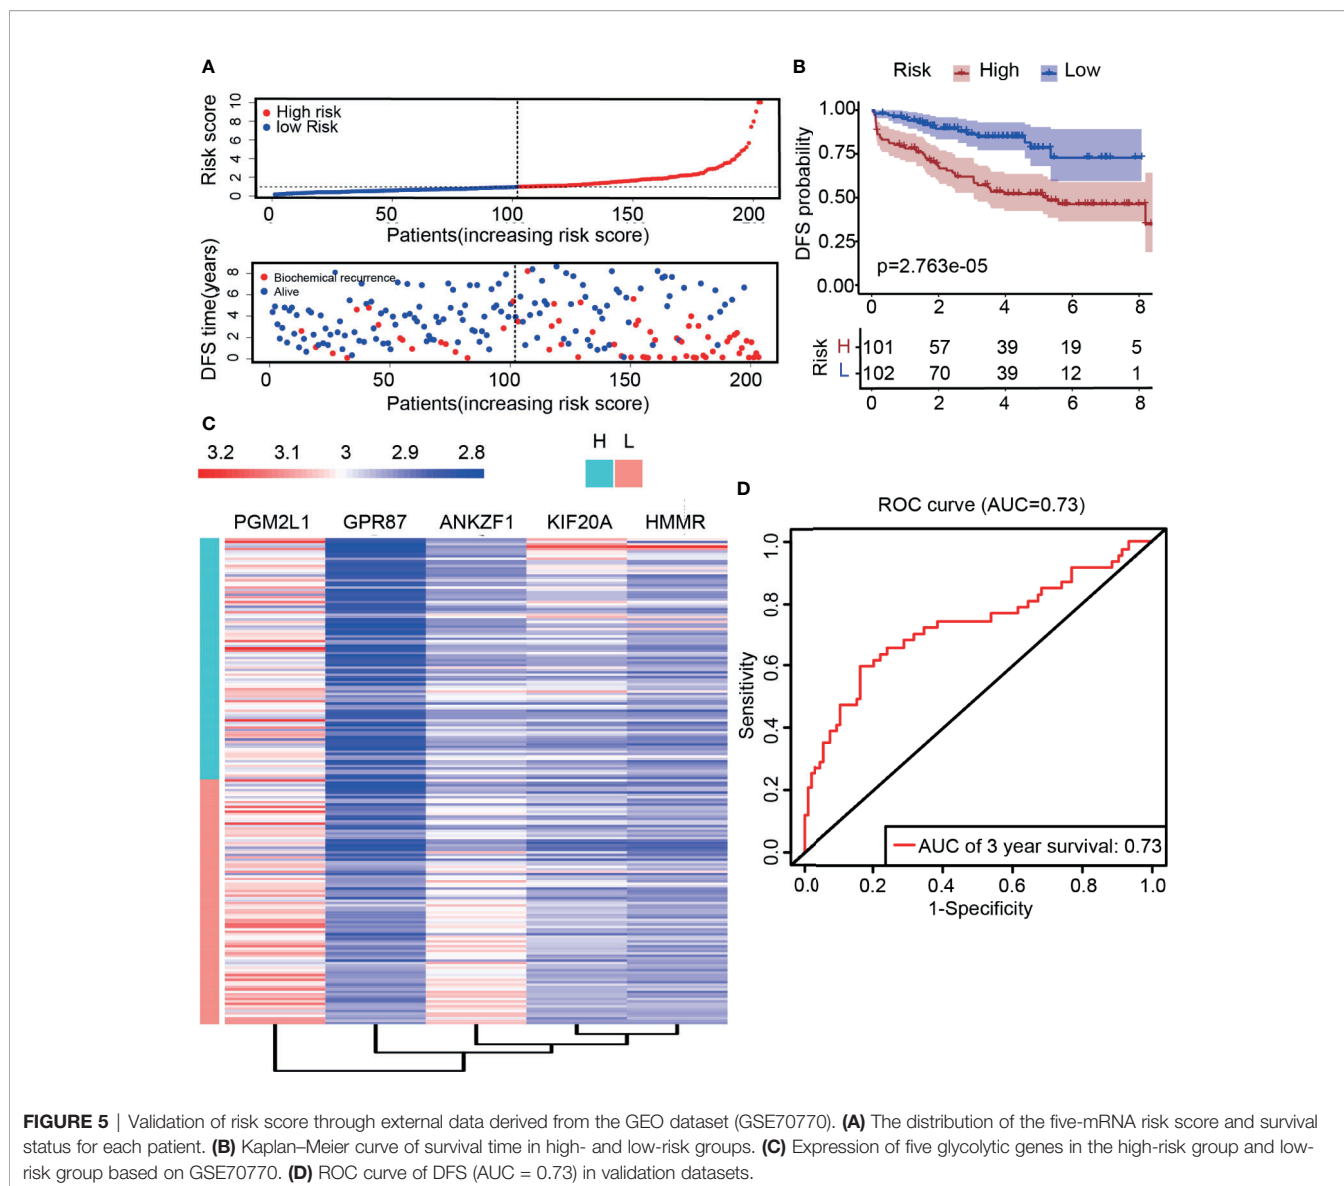 A
Risk score
10
8
6
4
2
0
High risk
low Risk
0 50 100 150 200
Patients(increasing risk score)
DFS time(years)
8
6
4
2
0
Biochemical recurrence
Alive
0 50 100 150 200
Patients(increasing risk score)
B
Risk High Low
DFS probability
1.00
0.75
0.50
0.25
0.00
p=2.763e-05
0 2 4 6 8
Risk
H 101 57 39 19 5
L 102 70 39 12 1
0 2 4 6 8
C
3.2 3.1 3 2.9 2.8
H L
PGM2L1 GPR87 ANKZF1 KIF20A HMMR
D
ROC curve (AUC=0.73)
Sensitivity
1.0
0.8
0.6
0.4
0.2
0.0
AUC of 3 year survival: 0.73
0.0 0.2 0.4 0.6 0.8 1.0
1-Specificity
FIGURE 5 | Validation of risk score through external data derived from the GEO dataset (GSE70770). (A) The distribution of the five-mRNA risk score and survival
status for each patient. (B) Kaplan–Meier curve of survival time in high- and low-risk groups. (C) Expression of five glycolytic genes in the high-risk group and low-
risk group based on GSE70770. (D) ROC curve of DFS (AUC = 0.73) in validation datasets.